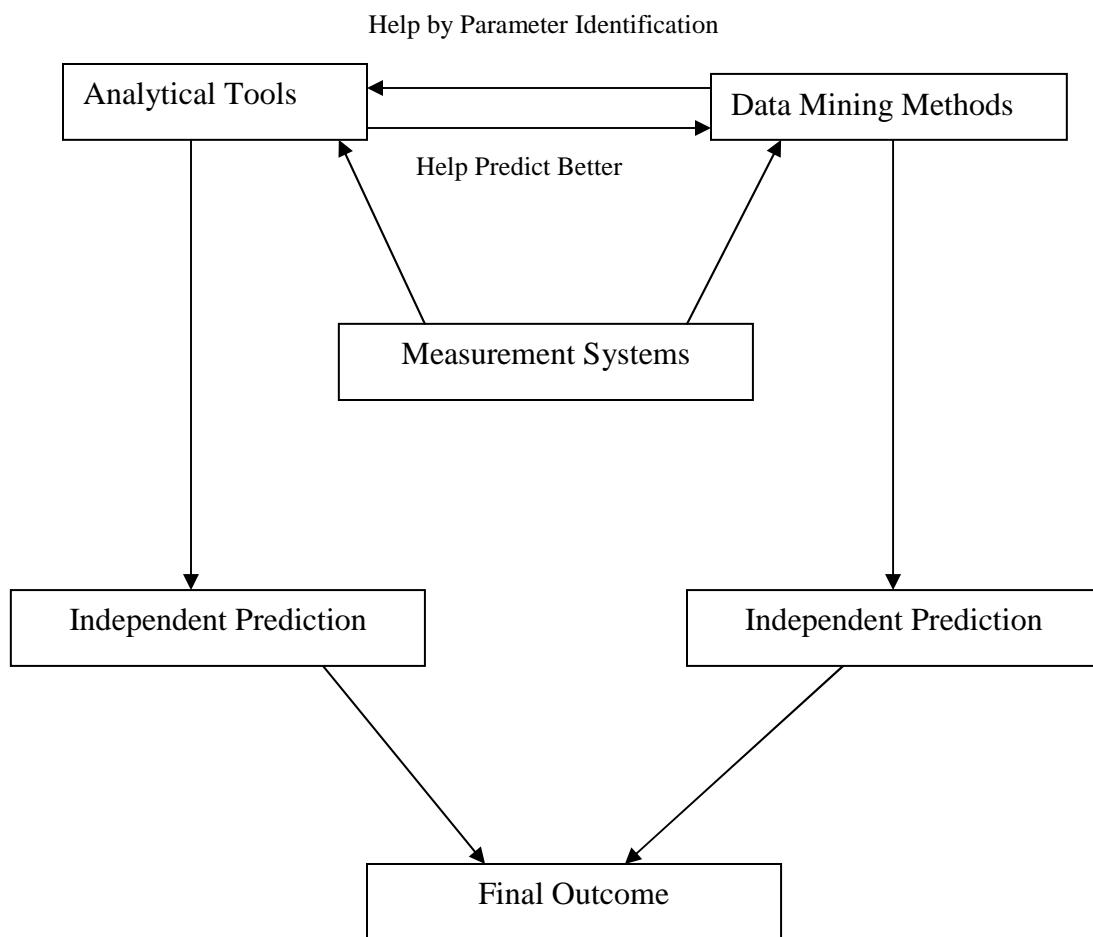 Help by Parameter Identification
Analytical Tools
Data Mining Methods
Help Predict Better
Measurement Systems
Independent Prediction
Independent Prediction
Final Outcome